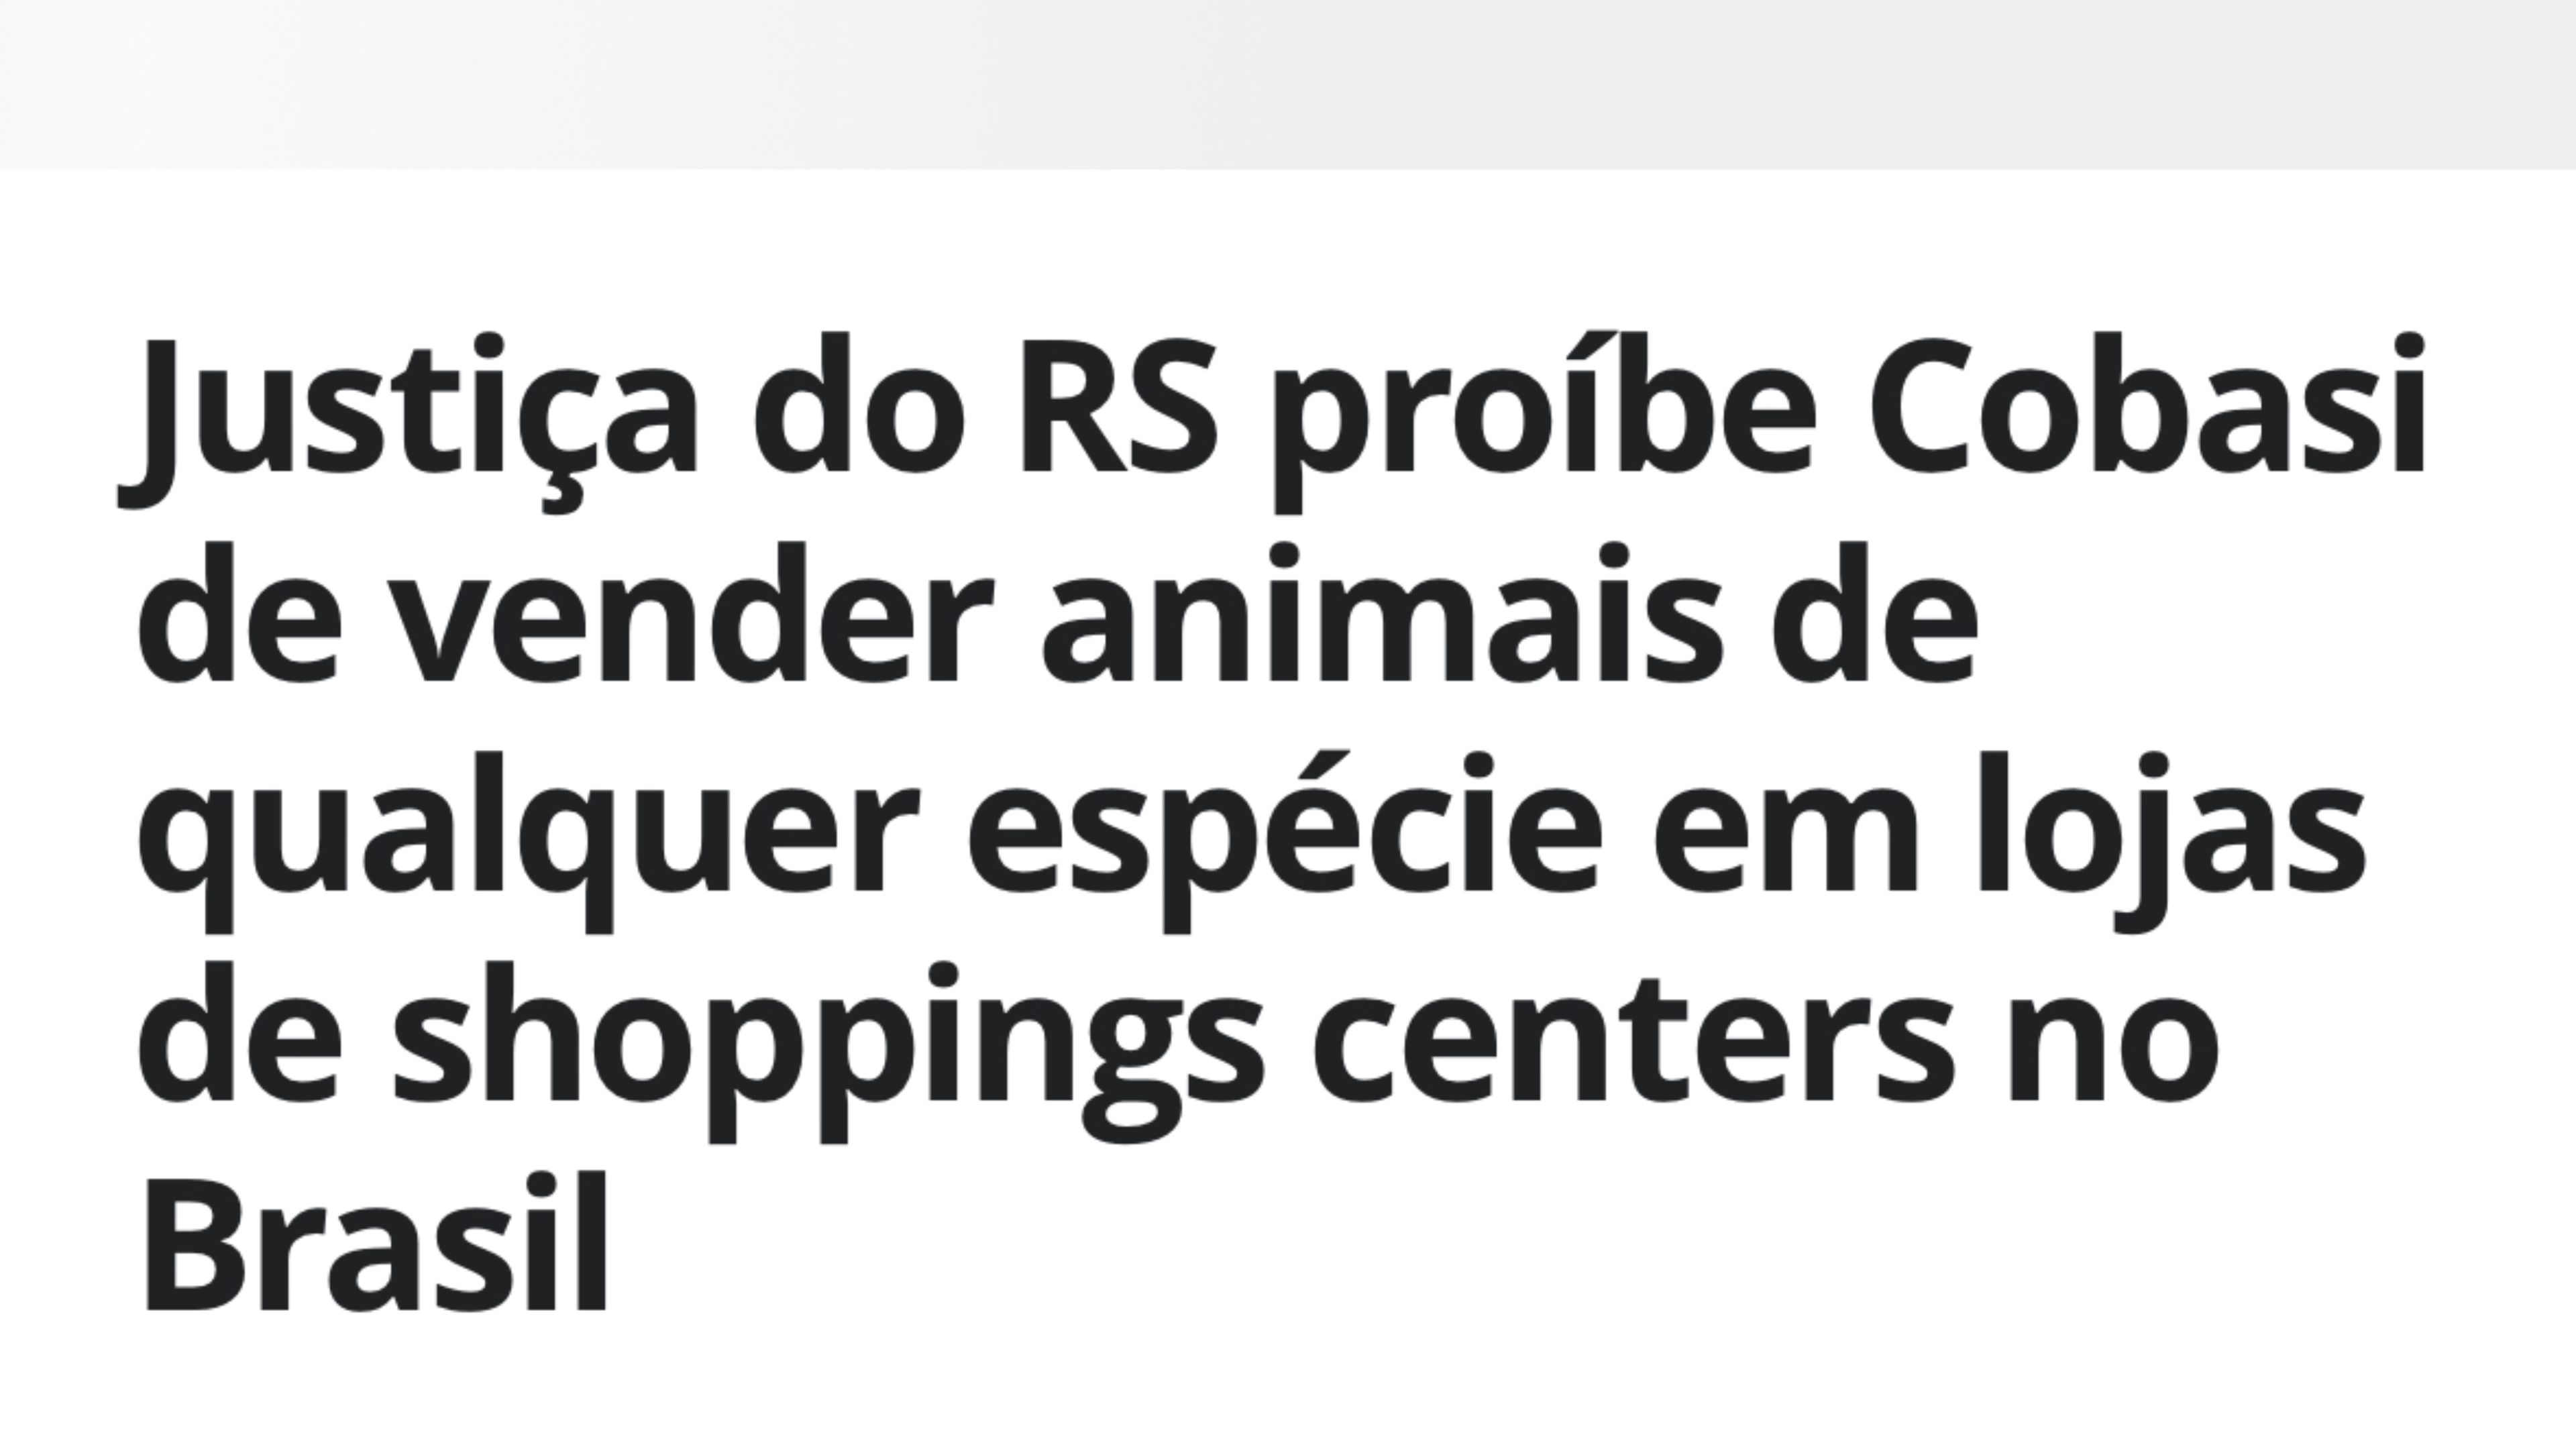 Justiça do RS proíbe Cobasi
de vender animais de
qualquer espécie em lojas
de shoppings centers no
Brasil